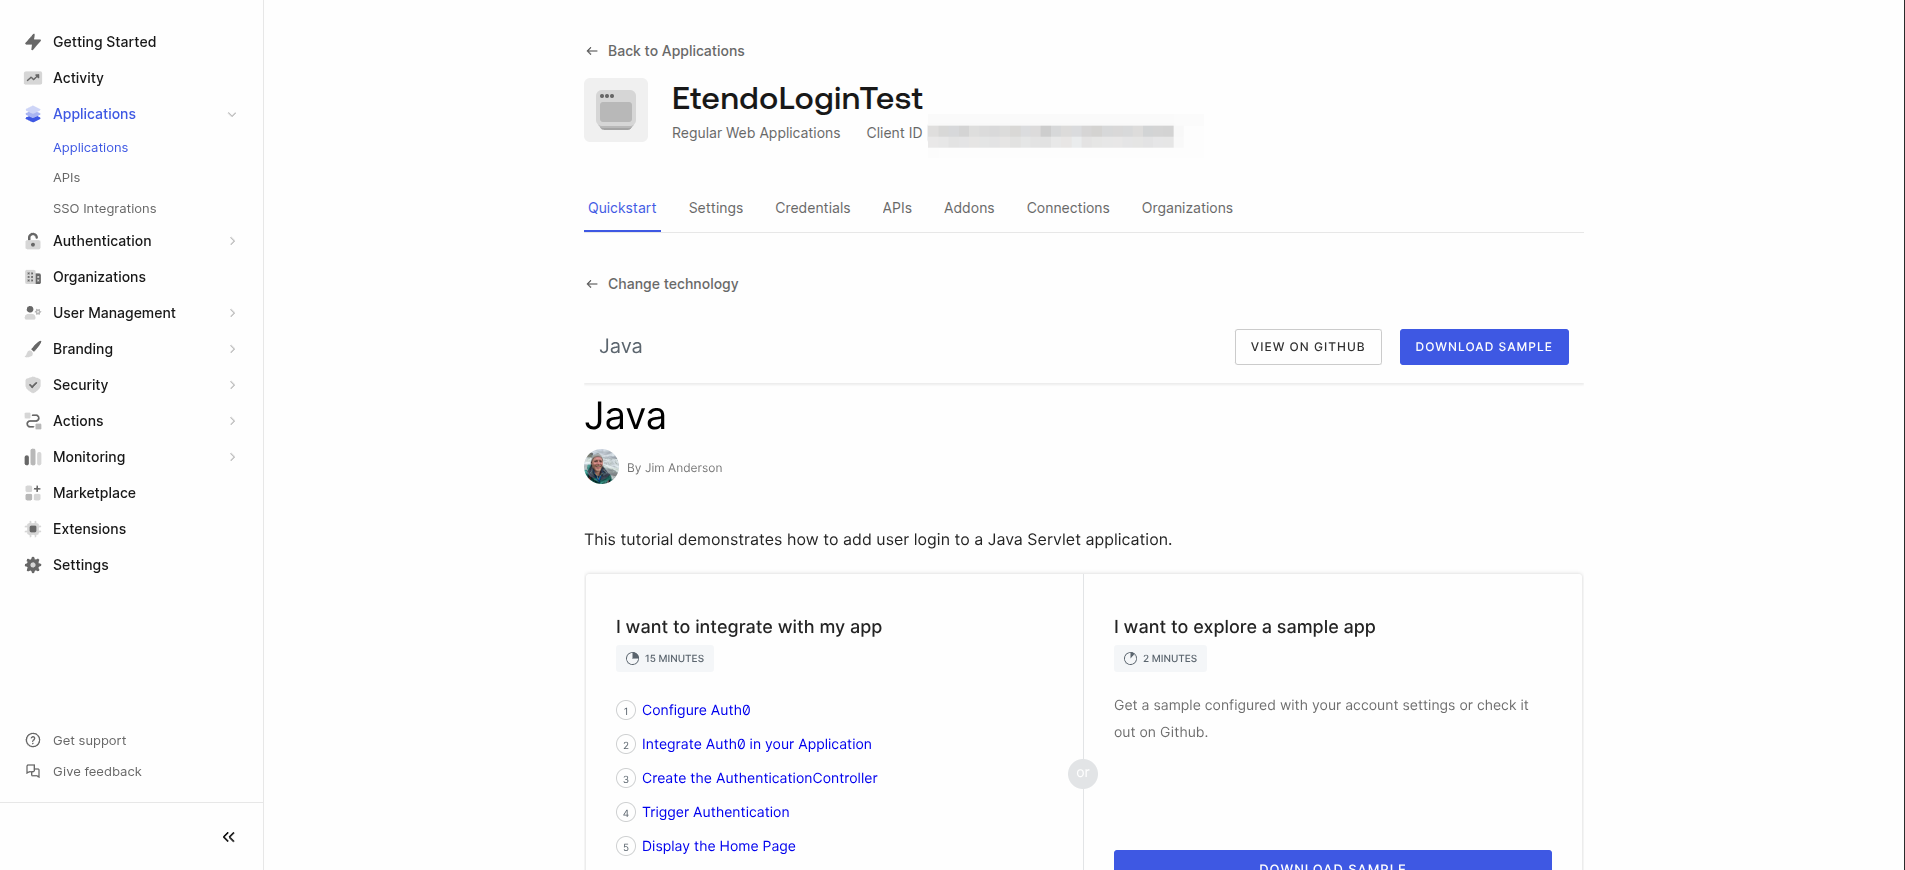 Getting Started
Activity
Applications
Applications
APIs
SSO Integrations
Authentication
Organizations
User Management
Branding
Security
Actions
Monitoring
Marketplace
Extensions
Settings
Get support
Give feedback
Back to Applications
EtendoLoginTest
Regular Web Applications Client ID
Quickstart Settings Credentials APIs Addons Connections Organizations
Change technology
Java VIEW ON GITHUB DOWNLOAD SAMPLE
Java
By Jim Anderson
This tutorial demonstrates how to add user login to a Java Servlet application.
I want to integrate with my app
15 MINUTES
1 Configure Auth0
2 Integrate Auth0 in your Application
3 Create the AuthenticationController
4 Trigger Authentication
5 Display the Home Page
or
I want to explore a sample app
2 MINUTES
Get a sample configured with your account settings or check it
out on Github.
DOWNLOAD SAMPLE